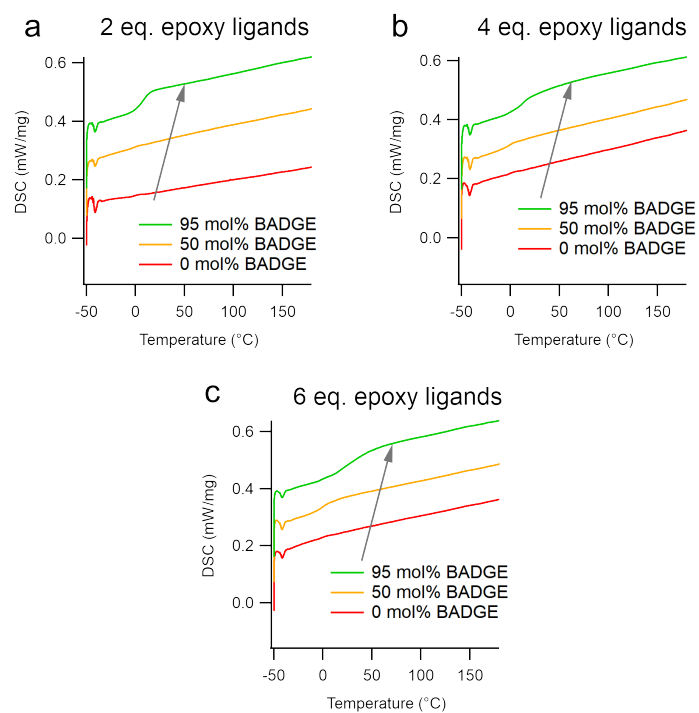 a
2 eq. epoxy ligands
0.6
0.4
0.2
0.0
DSC (mW/mg)
95 mol% BADGE
50 mol% BADGE
0 mol% BADGE
-50
0
50
100
150
Temperature (°C)
b
4 eq. epoxy ligands
0.6
0.4
0.2
0.0
DSC (mW/mg)
95 mol% BADGE
50 mol% BADGE
0 mol% BADGE
-50
0
50
100
150
Temperature (°C)
c
6 eq. epoxy ligands
0.6
0.4
0.2
0.0
DSC (mW/mg)
95 mol% BADGE
50 mol% BADGE
0 mol% BADGE
-50
0
50
100
150
Temperature (°C)